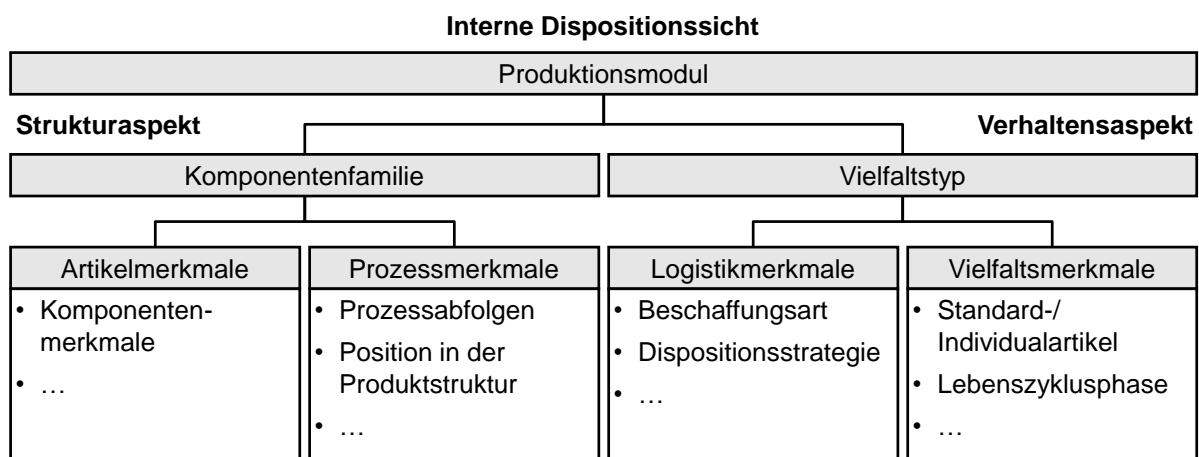 Interne Dispositionssicht
Produktionsmodul
Strukturaspekt
Verhaltensaspekt
Komponentenfamilie
Vielfaltstyp
Artikelmerkmale
• Komponenten-
merkmale
• …
Prozessmerkmale
• Prozessabfolgen
• Position in der
Produktstruktur
• …
Logistikmerkmale
• Beschaffungsart
• Dispositionsstrategie
• …
Vielfaltsmerkmale
• Standard-/
Individualartikel
• Lebenszyklusphase
• …